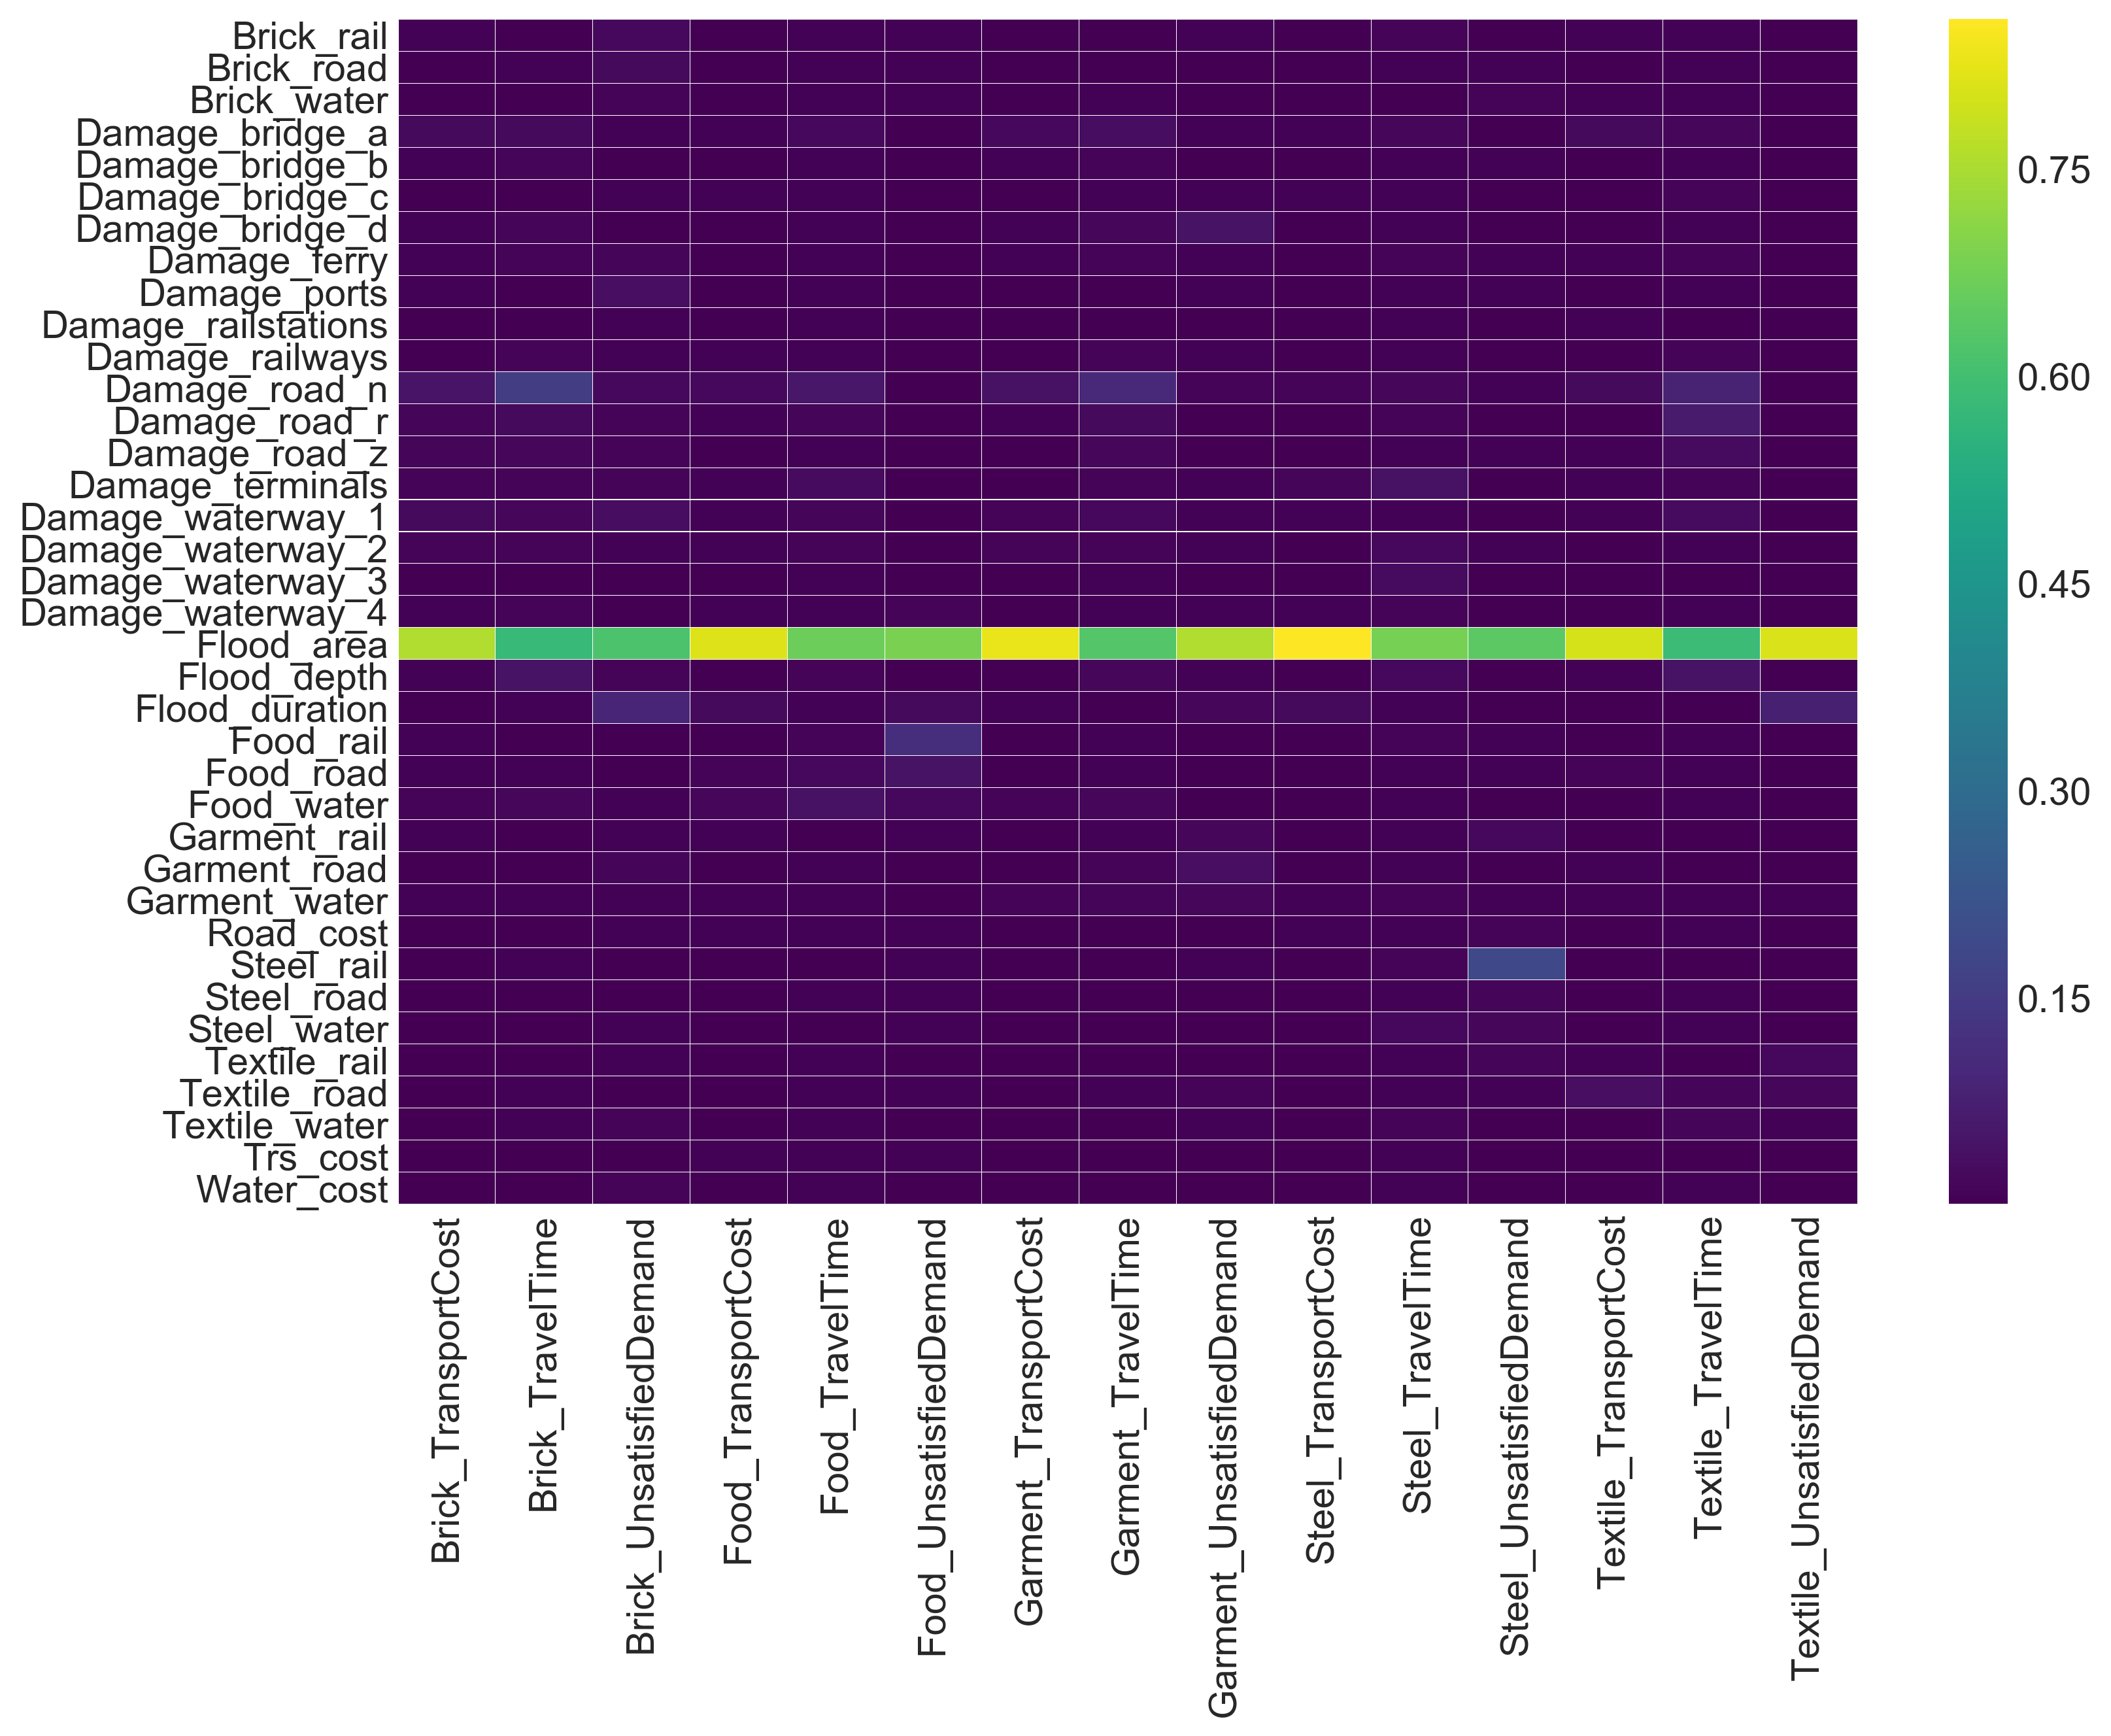 Brick_rail
Brick_road
Brick_water
Damage_bridge_a
Damage_bridge_b
Damage_bridge_c
Damage_bridge_d
Damage_ferry
Damage_ports
Damage_railstations
Damage_railways
Damage_road_n
Damage_road_r
Damage_road_z
Damage_terminals
Damage_waterway_1
Damage_waterway_2
Damage_waterway_3
Damage_waterway_4
Flood_area
Flood_depth
Flood_duration
Food_rail
Food_road
Food_water
Garment_rail
Garment_road
Garment_water
Road_cost
Steel_rail
Steel_road
Steel_water
Textile_rail
Textile_road
Textile_water
Trs_cost
Water_cost
Brick_TransportCost
Brick_TravelTime
Brick_UnsatisfiedDemand
Food_TransportCost
Food_TravelTime
Food_UnsatisfiedDemand
Garment_TransportCost
Garment_TravelTime
Garment_UnsatisfiedDemand
Steel_TransportCost
Steel_TravelTime
Steel_UnsatisfiedDemand
Textile_TransportCost
Textile_TravelTime
Textile_UnsatisfiedDemand
0.75
0.60
0.45
0.30
0.15